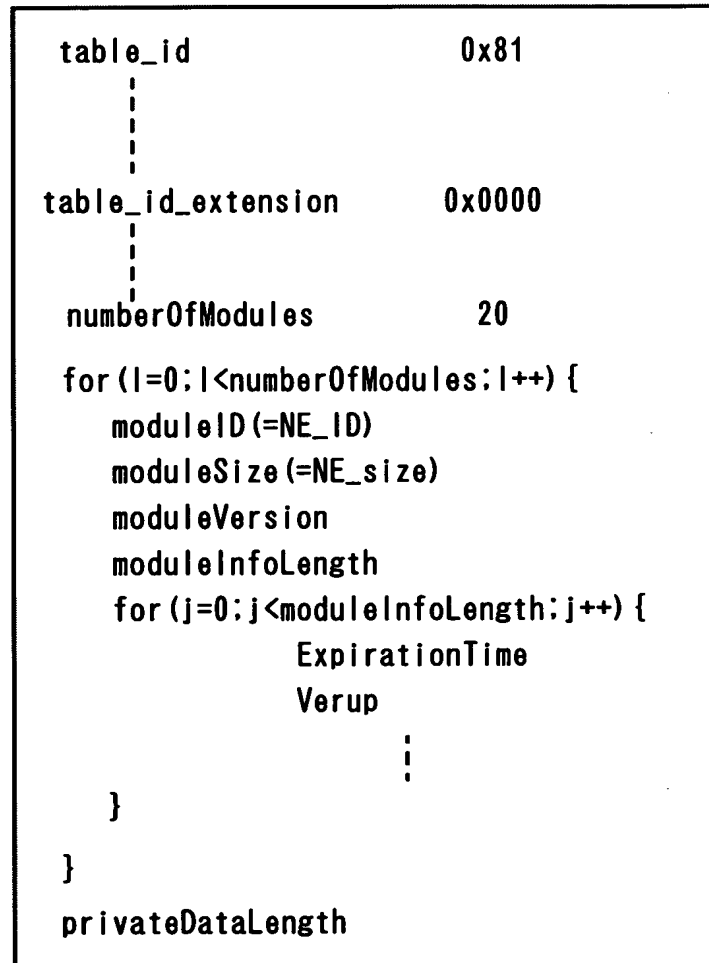 table_id 0x81
table_id_extension 0x0000
numberOfModules 20
for(I=0;I<numberOfModules;I++){
moduleID(=NE_ID)
moduleSize(=NE_size)
moduleVersion
moduleInfoLength
for(j=0;j<moduleInfoLength;j++){
ExpirationTime
Verup
}
}
privateDataLength